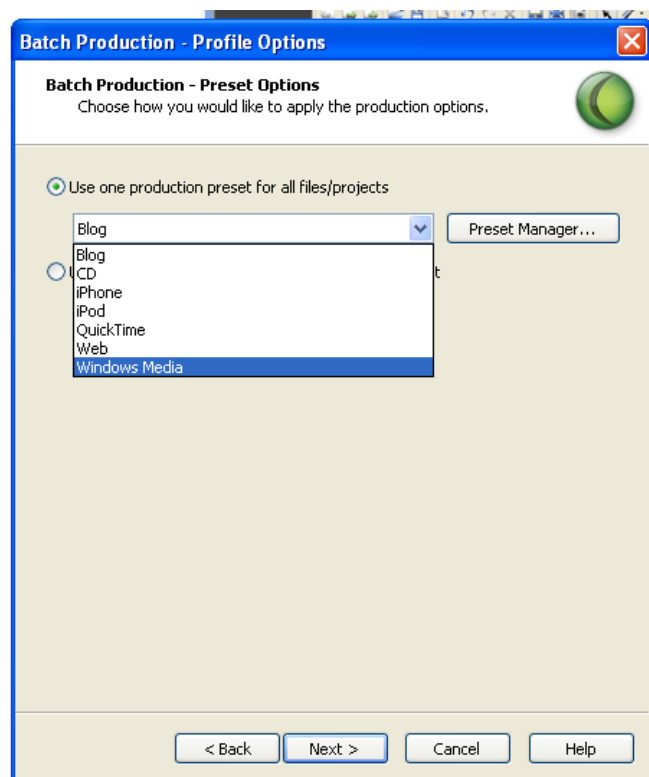 Batch Production - Profile Options
Batch Production - Preset Options
Choose how you would like to apply the production options.
Use one production preset for all files/projects
Blog
Preset Manager...
Blog
CD
iPhone
iPod
QuickTime
Web
Windows Media
< Back
Next >
Cancel
Help